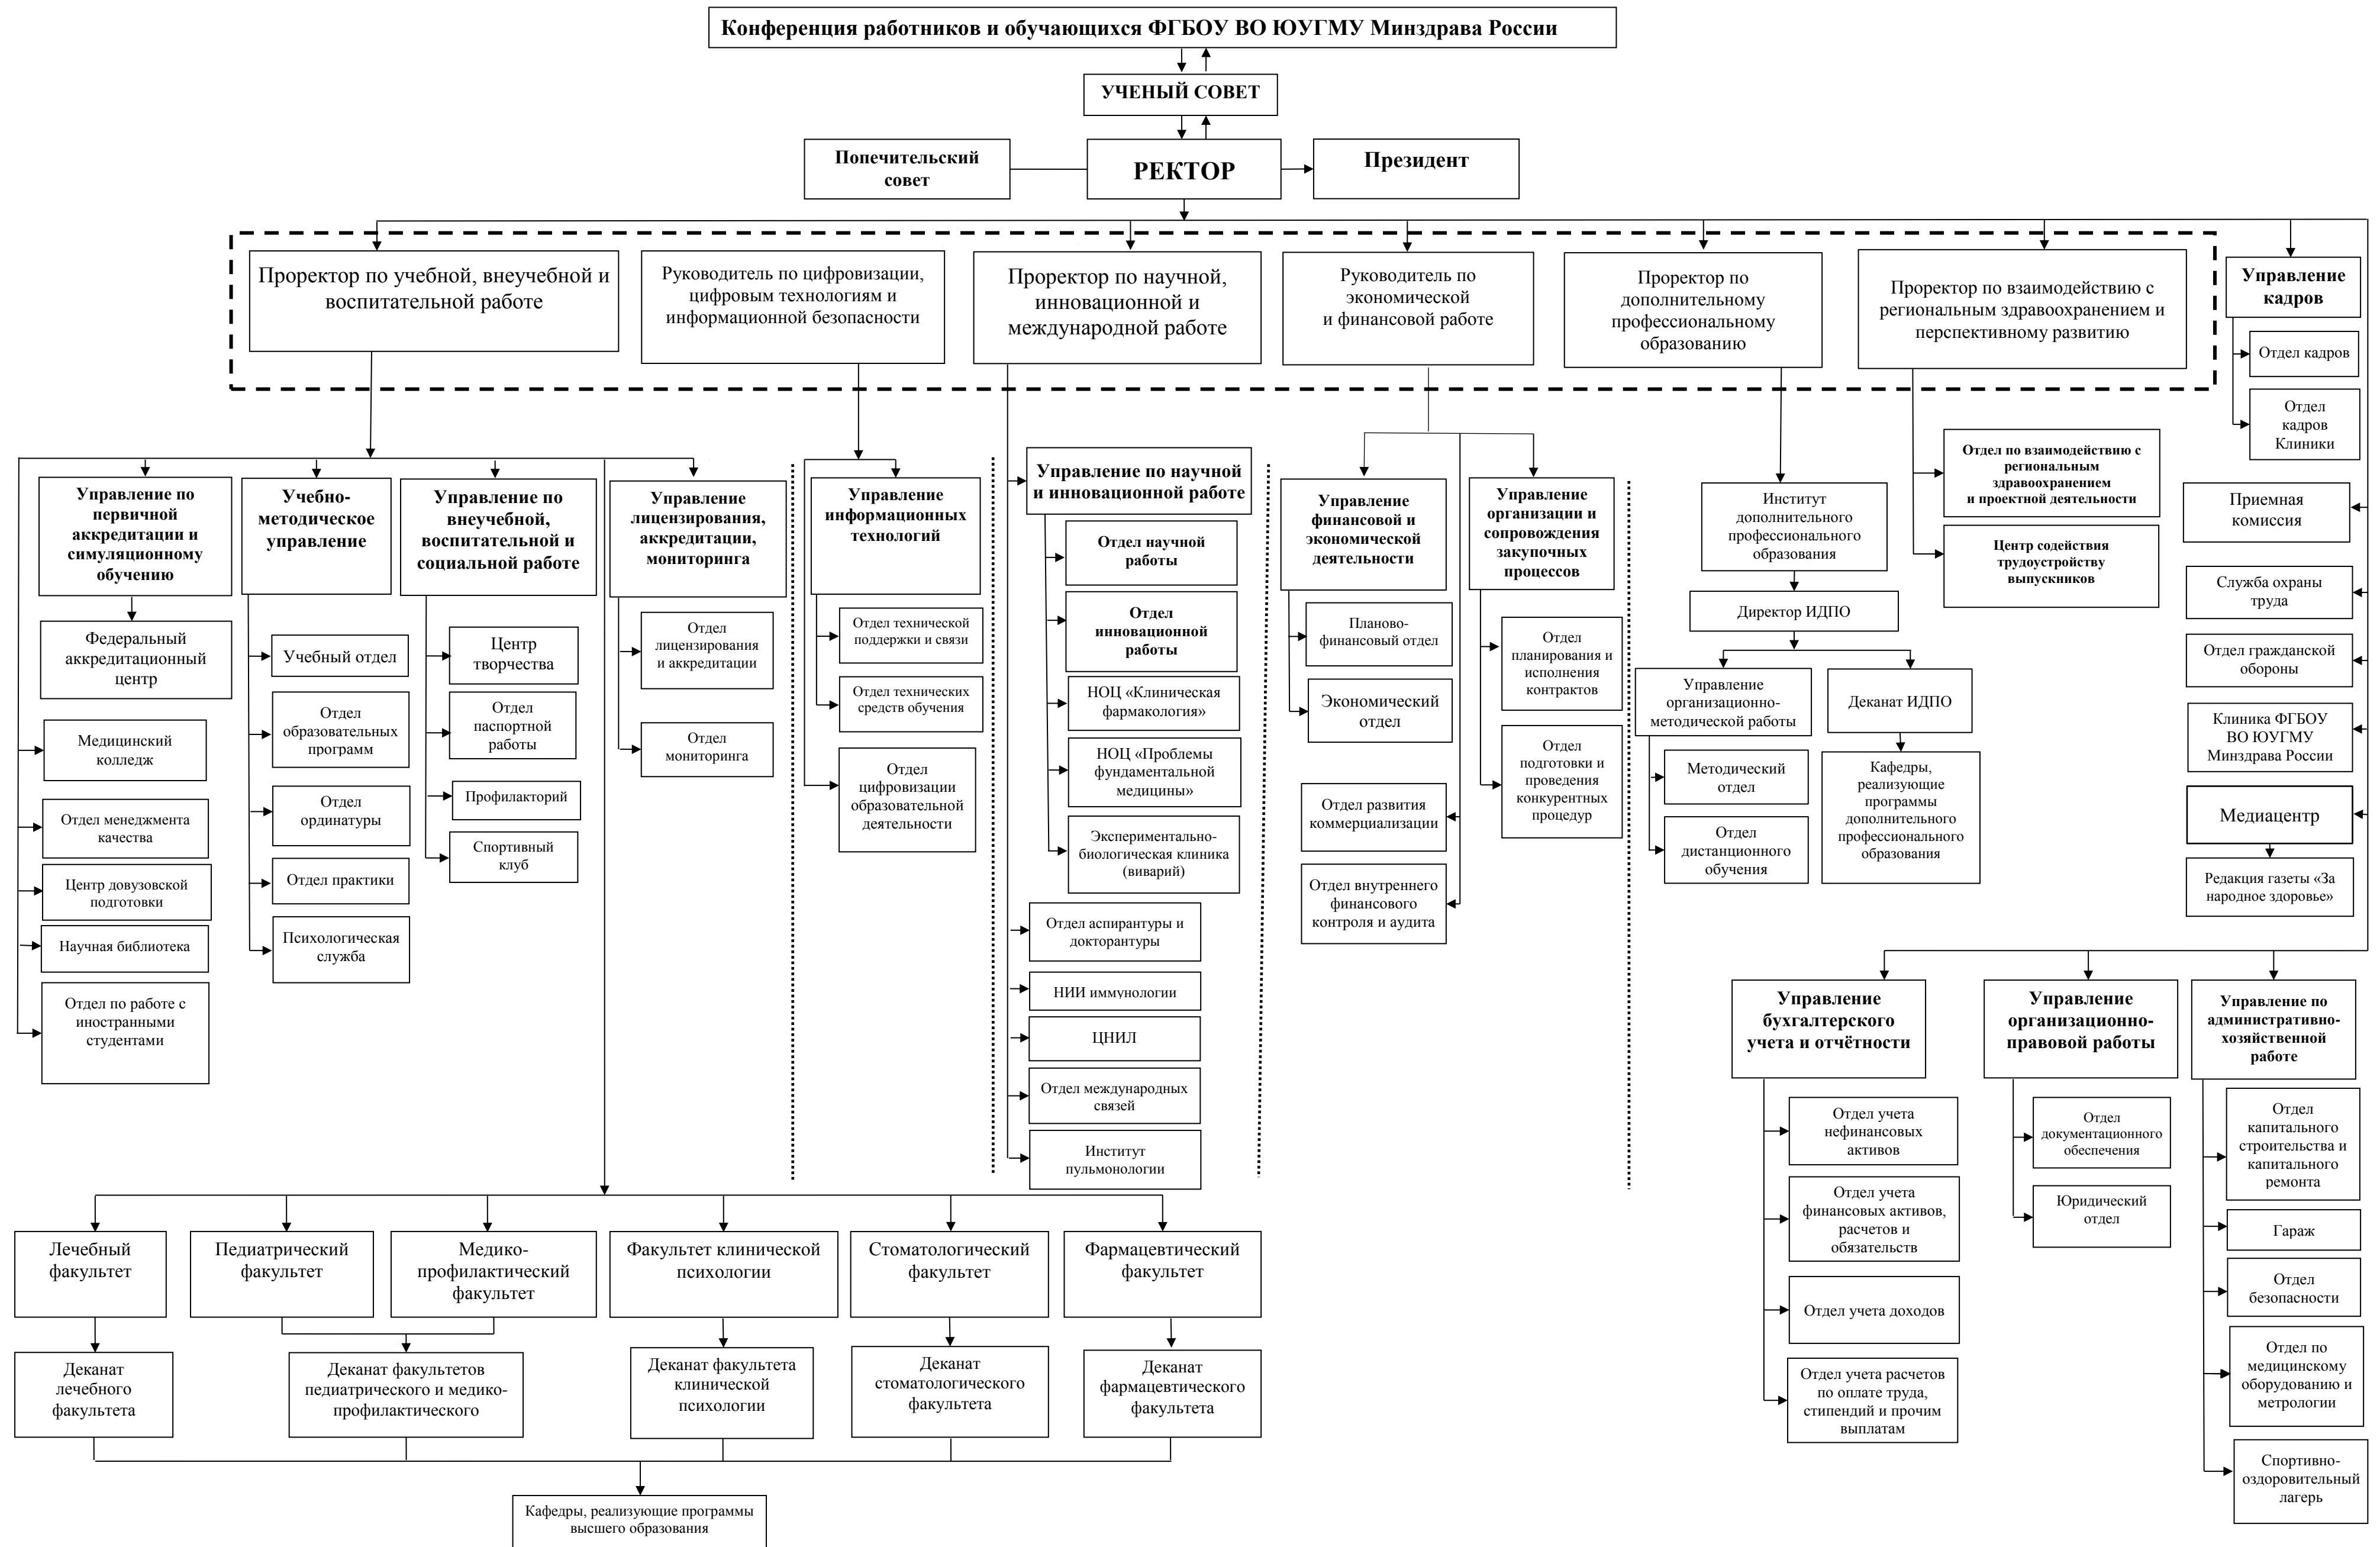 Конференция работников и обучающихся ФГБОУ ВО ЮУГМУ Минздрава России
УЧЕНЫЙ СОВЕТ
Попечительский
совет
РЕКТОР
Президент
Проректор по учебной, внеучебной и
воспитательной работе
Руководитель по цифровизации,
цифровым технологиям и
информационной безопасности
Проректор по научной,
инновационной и
международной работе
Руководитель по
экономической
и финансовой работе
Проректор по
дополнительному
профессиональному
образованию
Проректор по взаимодействию с
региональным здравоохранением и
перспективному развитию
Управление
кадров
Отдел кадров
Отдел
кадров
Клиники
Управление по
первичной
аккредитации и
симуляционному
обучению
Федеральный
аккредитационный
центр
Медицинский
колледж
Отдел менеджмента
качества
Центр довузовской
подготовки
Научная библиотека
Отдел по работе с
иностранными
студентами
Учебно-
методическое
управление
Учебный отдел
Отдел
образовательных
программ
Отдел
ординатуры
Отдел практики
Психологическая
служба
Управление по
внеучебной,
воспитательной и
социальной работе
Центр
творчества
Отдел
паспортной
работы
Профилакторий
Спортивный
клуб
Управление
лицензирования,
аккредитации,
мониторинга
Отдел
лицензирования
и аккредитации
Отдел
мониторинга
Управление
информационных
технологий
Отдел технической
поддержки и связи
Отдел технических
средств обучения
Отдел
цифровизации
образовательной
деятельности
Управление по научной
и инновационной работе
Отдел научной
работы
Отдел
инновационной
работы
НОЦ «Клиническая
фармакология»
НОЦ «Проблемы
фундаментальной
медицины»
Экспериментально-
биологическая клиника
(виварий)
Отдел аспирантуры и
докторантуры
НИИ иммунологии
ЦНИЛ
Отдел международных
связей
Институт
пульмонологии
Управление
финансовой и
экономической
деятельности
Планово-
финансовый отдел
Экономический
отдел
Отдел развития
коммерциализации
Отдел внутреннего
финансового
контроля и аудита
Управление
организации и
сопровождения
закупочных
процессов
Отдел
планирования и
исполнения
контрактов
Отдел
подготовки и
проведения
конкурентных
процедур
Институт
дополнительного
профессионального
образования
Директор ИДПО
Управление
организационно-
методической работы
Деканат ИДПО
Методический
отдел
Отдел
дистанционного
обучения
Кафедры,
реализующие
программы
дополнительного
профессионального
образования
Отдел по взаимодействию с
региональным
здравоохранением
и проектной деятельности
Центр содействия
трудоустройству
выпускников
Приемная
комиссия
Служба охраны
труда
Отдел гражданской
обороны
Клиника ФГБОУ
ВО ЮУГМУ
Минздрава России
Медиацентр
Редакция газеты «За
народное здоровье»
Управление
бухгалтерского
учета и отчётности
Отдел учета
нефинансовых
активов
Отдел учета
финансовых активов,
расчетов и
обязательств
Отдел учета доходов
Отдел учета расчетов
по оплате труда,
стипендий и прочим
выплатам
Управление
организационно-
правовой работы
Отдел
документационного
обеспечения
Юридический
отдел
Управление по
административно-
хозяйственной
работе
Отдел
капитального
строительства и
капитального
ремонта
Гараж
Отдел
безопасности
Отдел по
медицинскому
оборудованию и
метрологии
Спортивно-
оздоровительный
лагерь
Лечебный
факультет
Педиатрический
факультет
Медико-
профилактический
факультет
Факультет клинической
психологии
Стоматологический
факультет
Фармацевтический
факультет
Деканат
лечебного
факультета
Деканат факультетов
педиатрического и медико-
профилактического
Деканат факультета
клинической
психологии
Деканат
стоматологического
факультета
Деканат
фармацевтического
факультета
Кафедры, реализующие программы
высшего образования